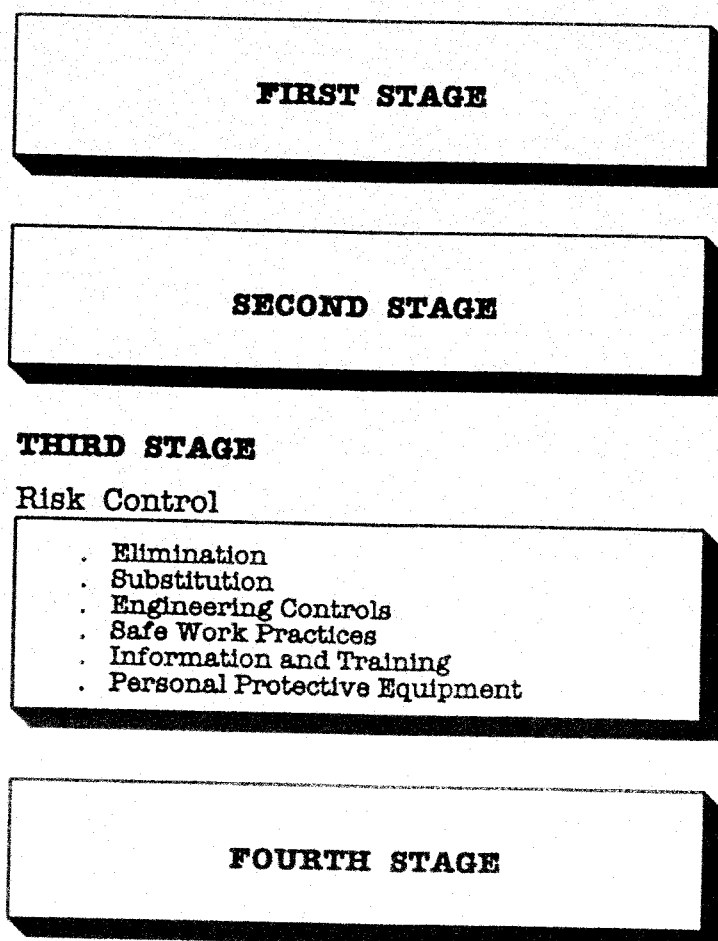 FIRST STAGE
SECOND STAGE
THIRD STAGE
Risk Control
. Elimination
. Substitution
. Engineering Controls
. Safe Work Practices
. Information and Training
. Personal Protective Equipment
FOURTH STAGE